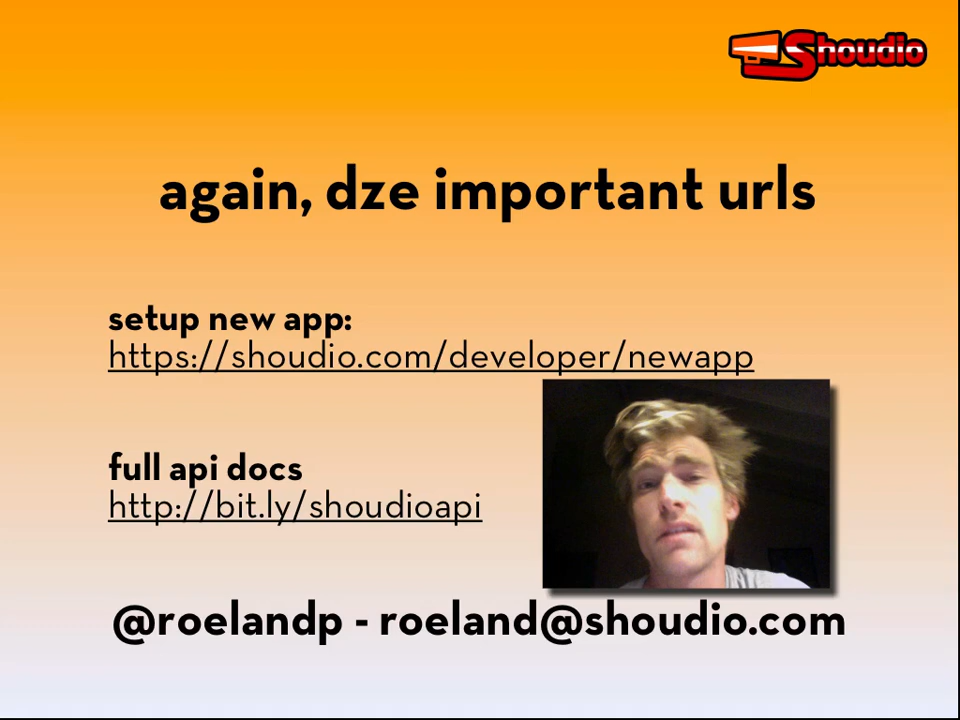 Shoudio
again, dze important urls
setup new app:
https://shoudio.com/developer/newapp
full api docs
http://bit.ly/shoudioapi
@roelandp - roeland@shoudio.com